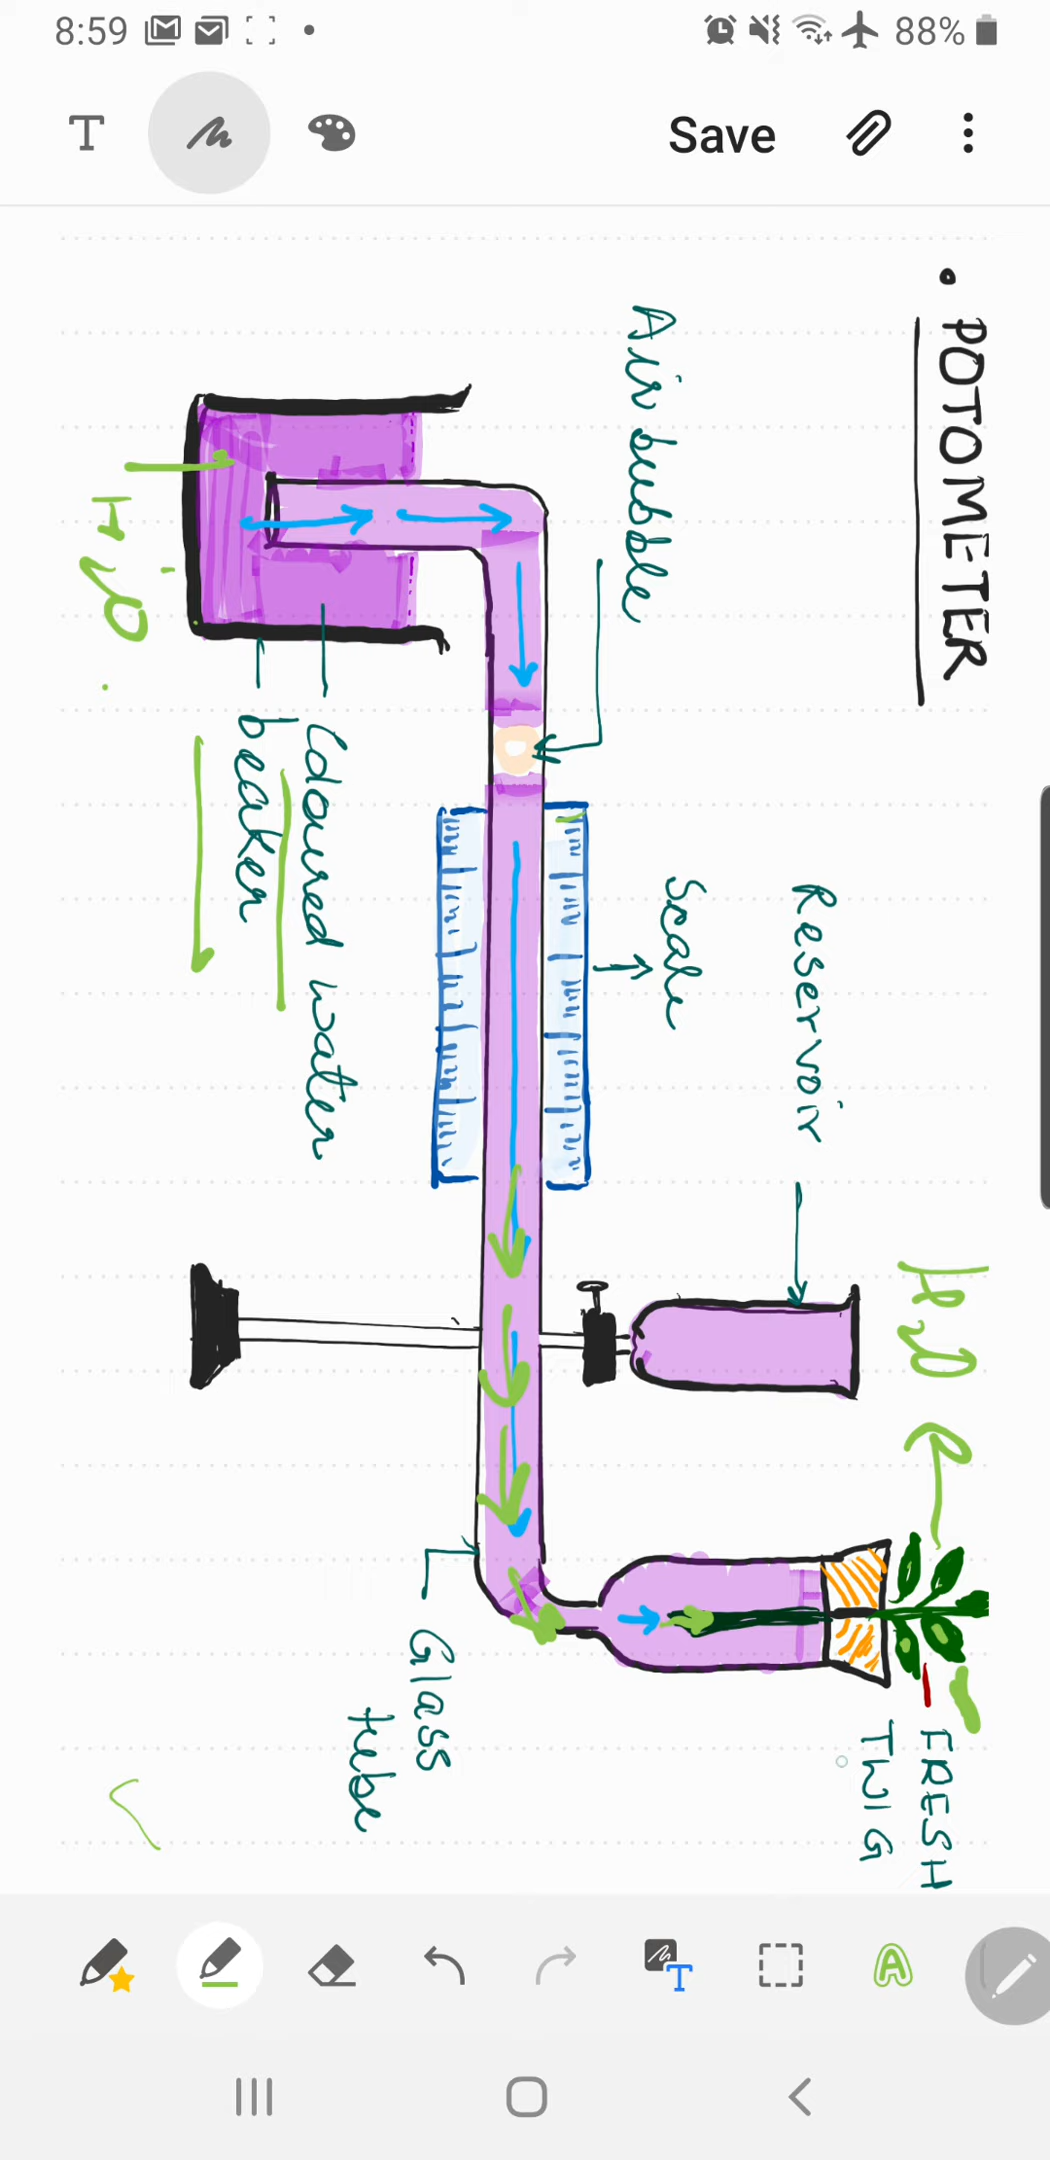 8:59
88%
T
Save
• POTOMETER
Air bubble
Scale
Reservoir
H2O
H2O
Coloured water
beaker
Glass
tube
FRESH
TWIG
T
A